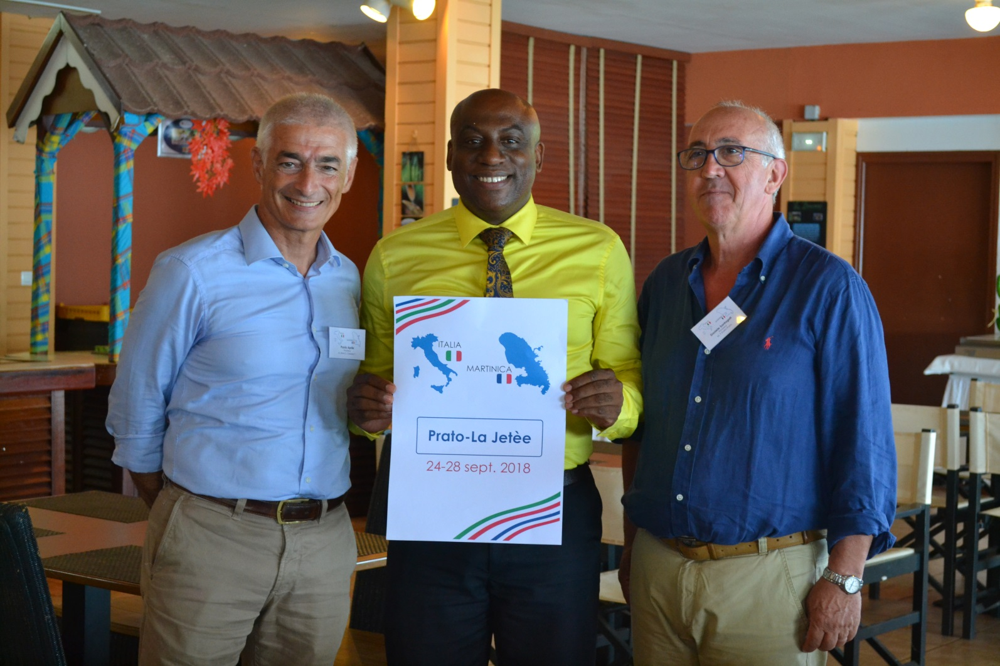 ITALIA
MARTINICA
Prato-La Jetèe
24-28 sept. 2018